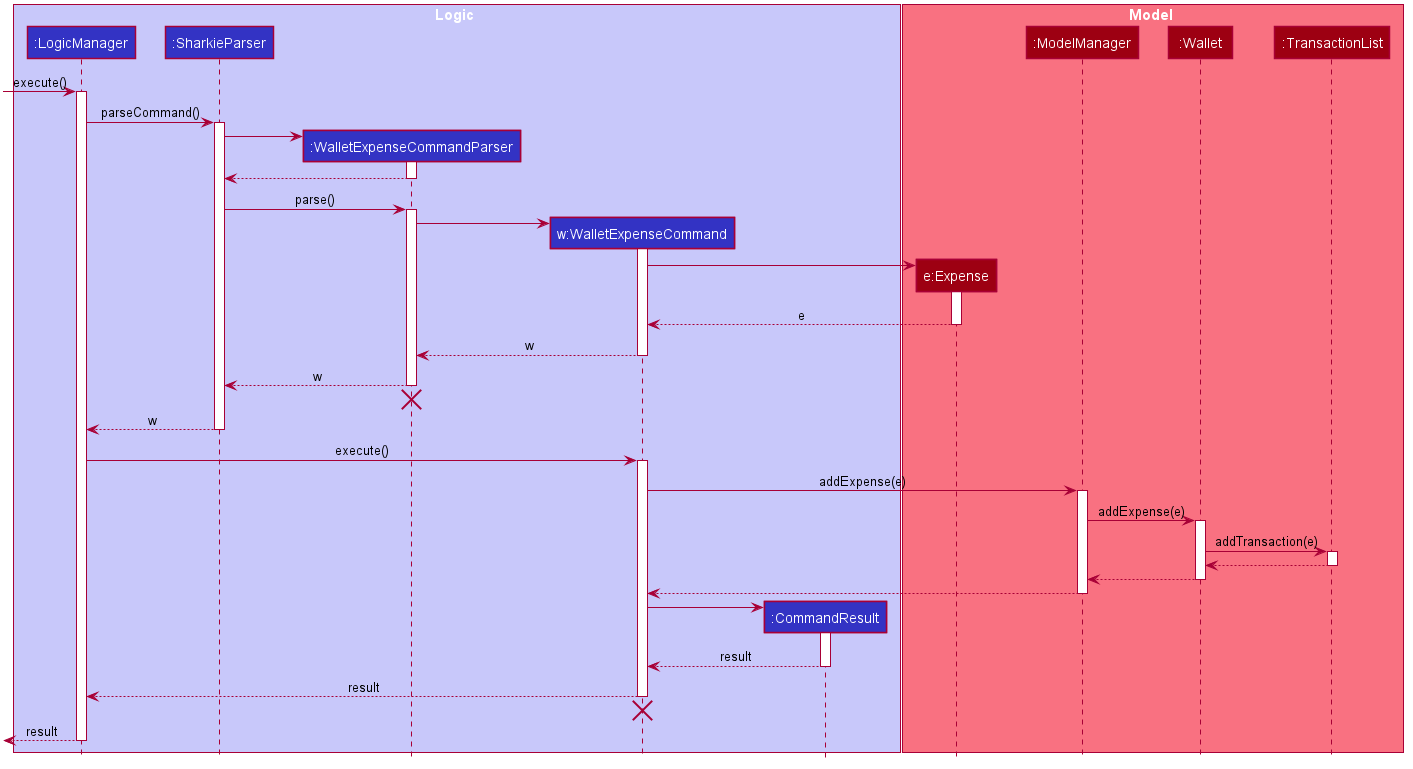 Logic
Model
:LogicManager
:SharkieParser
:ModelManager
:Wallet
:TransactionList
execute()
parseCommand()
:WalletExpenseCommandParser
parse()
w:WalletExpenseCommand
e:Expense
e
w
w
w
execute()
addExpense(e)
addExpense(e)
addTransaction(e)
:CommandResult
result
result
result